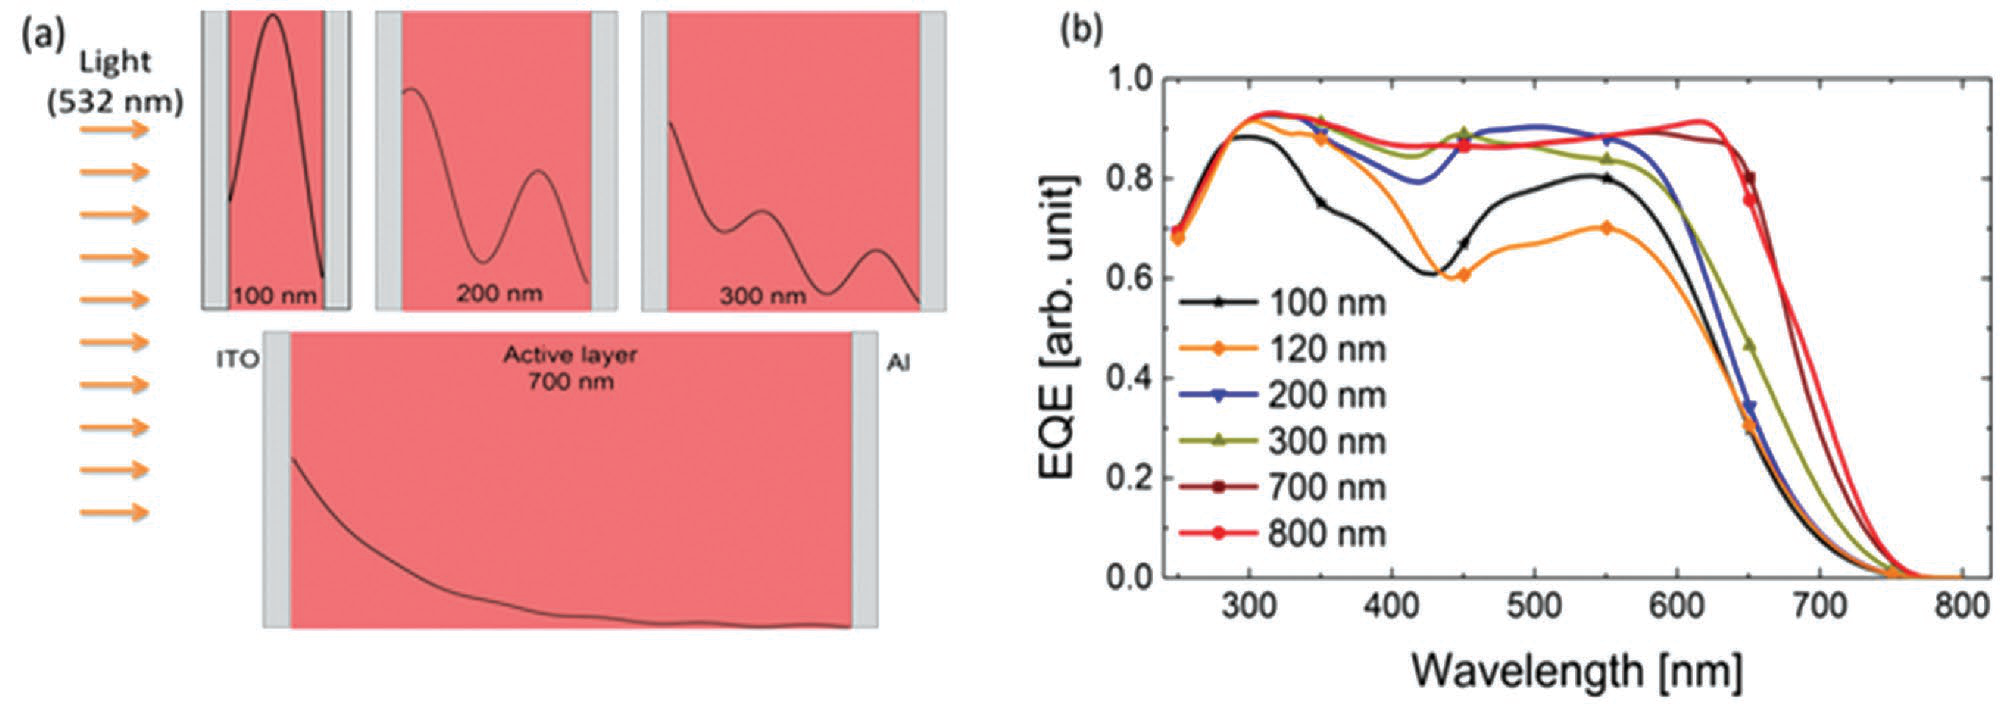 (a)
Light
(532 nm)
100 nm
200 nm
300 nm
ITO
Active layer
700 nm
Al
(b)
EQE [arb. unit]
1.0
0.8
0.6
0.4
0.2
0.0
100 nm
120 nm
200 nm
300 nm
700 nm
800 nm
300 400 500 600 700 800
Wavelength [nm]